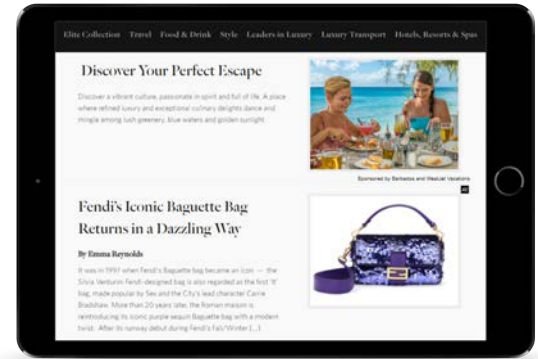 Elite Collection Travel Food & Drink Style Leaders in Luxury Luxury Transport Hotels, Resorts & Spas
Discover Your Perfect Escape
Discover a vibrant culture, passionate in spirit and full of life. A place
where refined luxury and exceptional culinary delights dance and
mingle among lush greenery, blue waters and golden sunlight.
Sponsored by Barbados and WestJet Vacations
Fendi's Iconic Baguette Bag
Returns in a Dazzling Way
By Emma Reynolds
It was in 1997 when Fendi's Baguette bag became an icon — the
Silvia Venturini Fendi-designed bag is also regarded as the first 'it'
bag, made popular by Sex and the City's lead character Carrie
Bradshaw. More than 20 years later, the Roman maison is
reintroducing its iconic purple sequin Baguette bag with a modern
twist. After its runway debut during Fendi's Fall/Winter [...]